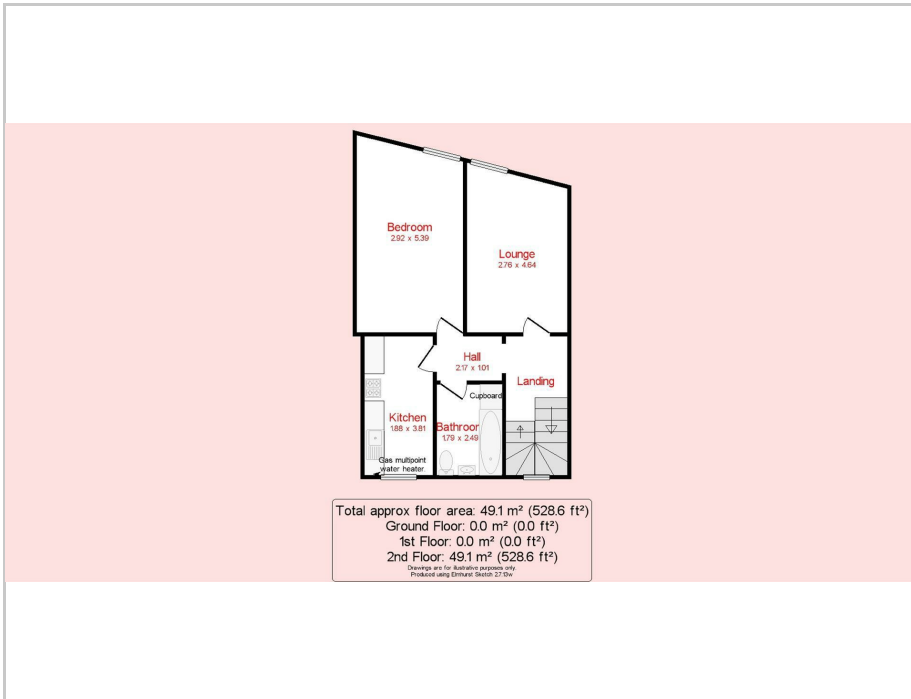 Bedroom
2.92 x 5.39
Lounge
2.76 x 4.64
Hall
2.17 x 1.01
Landing
Cupboard
Kitchen
1.88 x 3.81
Bathroom
1.79 x 2.49
Gas multipoint
water heater.
Total approx floor area: 49.1 m² (528.6 ft²)
Ground Floor: 0.0 m² (0.0 ft²)
1st Floor: 0.0 m² (0.0 ft²)
2nd Floor: 49.1 m² (528.6 ft²)
Drawings are for illustrative purposes only.
Produced using Elmhurst Sketch 2.7.13w